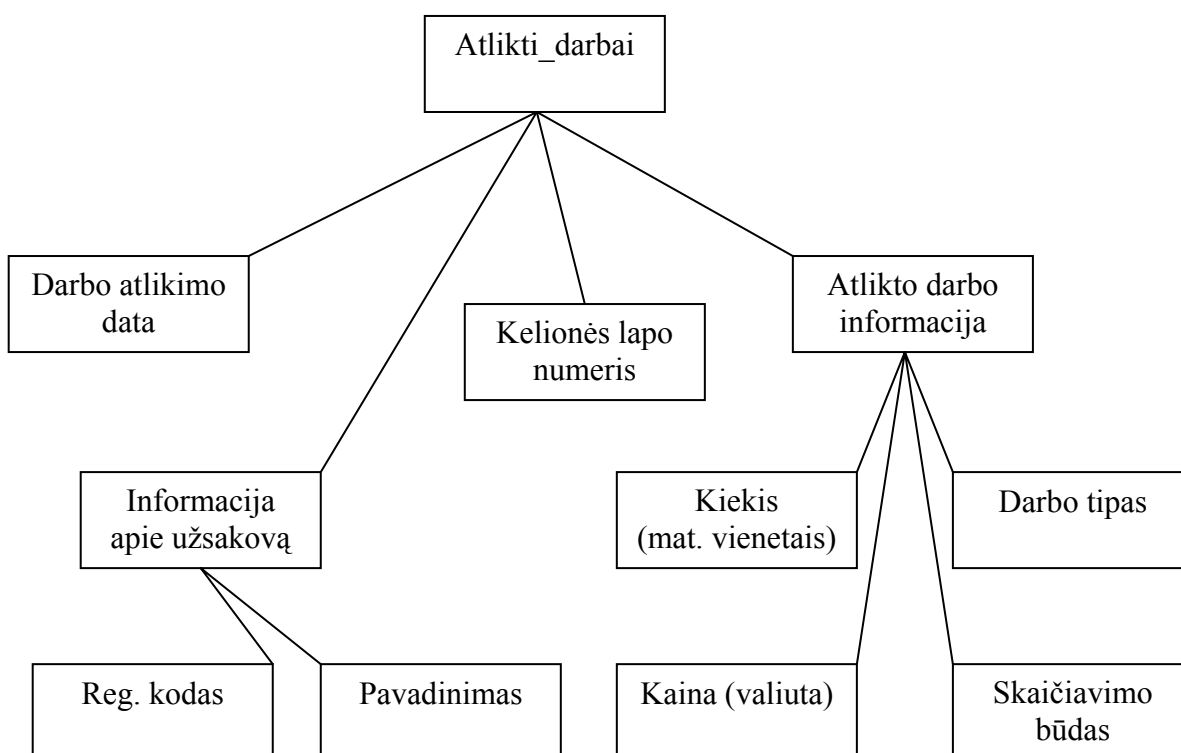 Atlikti_darbai
Darbo atlikimo
data
Kelionės lapo
numeris
Atlikto darbo
informacija
Informacija
apie užsakovą
Kiekis
(mat. vienetais)
Darbo tipas
Reg. kodas
Pavadinimas
Kaina (valiuta)
Skaičiavimo
būdas